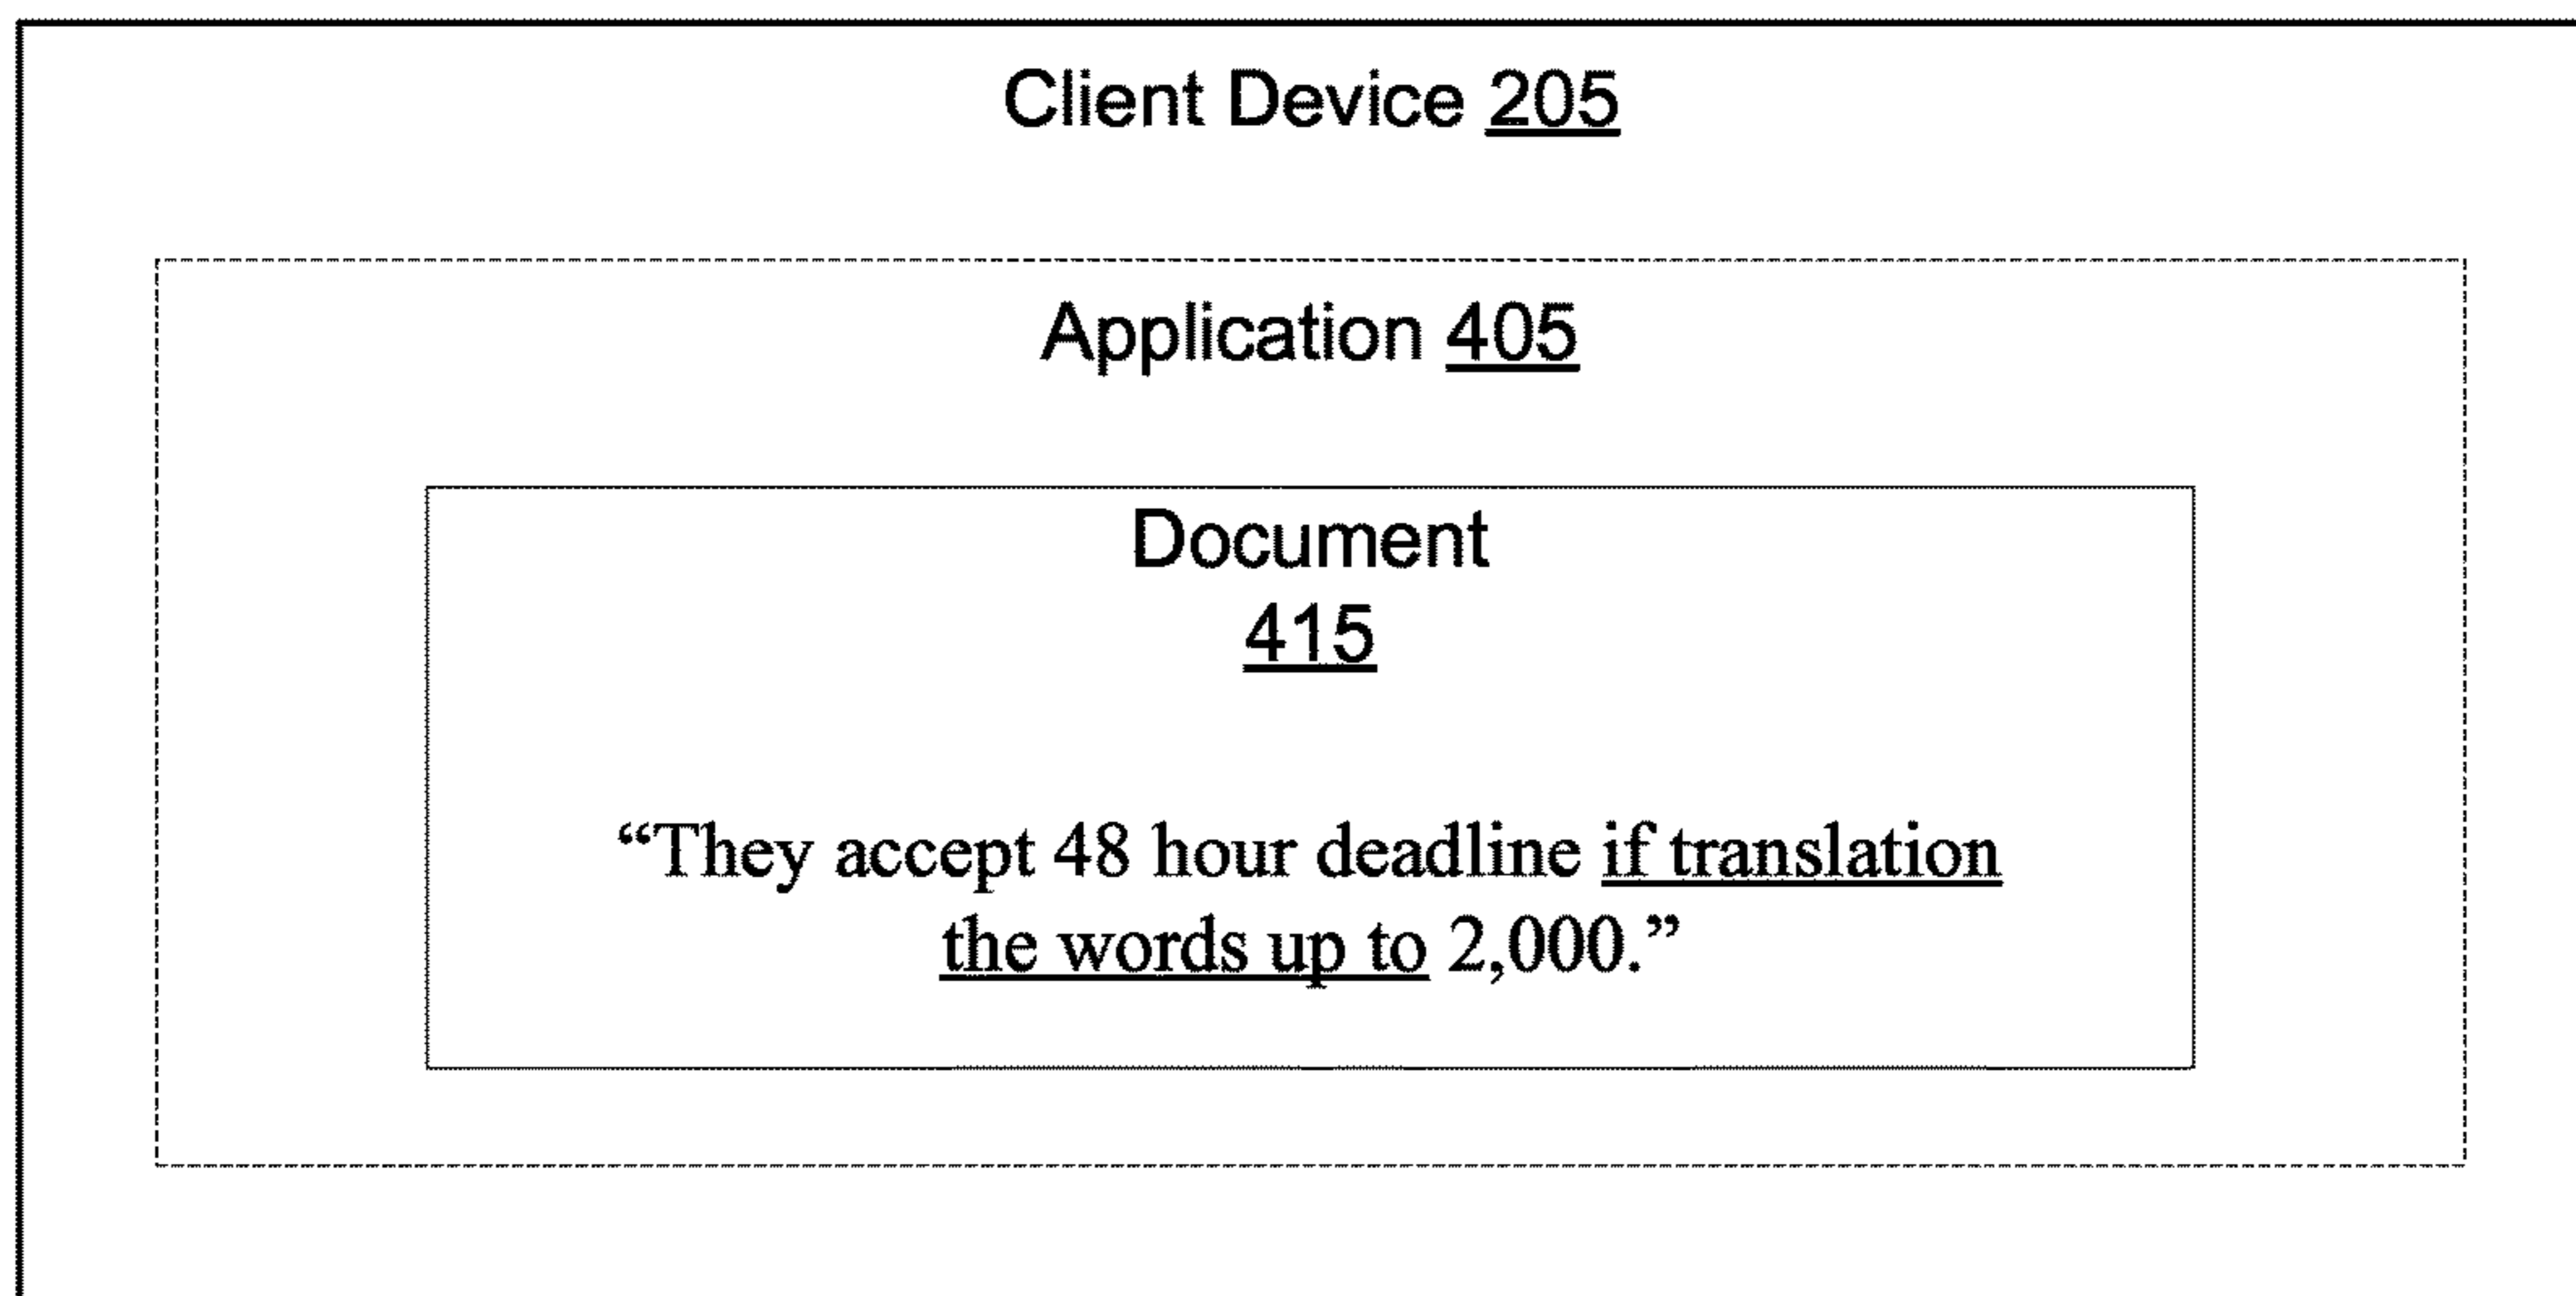 Client Device 205
Application 405
Document
415
“They accept 48 hour deadline if translation
the words up to 2,000.”